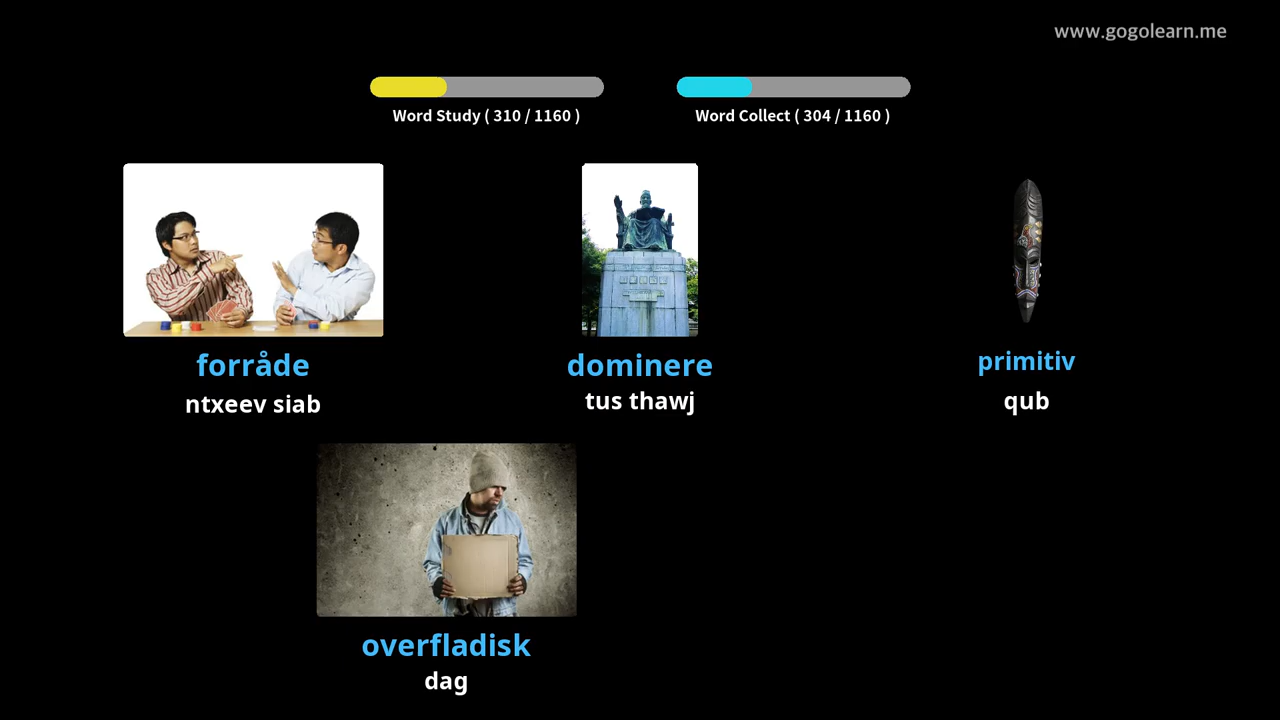 www.gogolearn.me
Word Study ( 310 / 1160 )
Word Collect ( 304 / 1160 )
forråde
ntxeev siab
dominere
tus thawj
primitiv
qub
overfladisk
dag